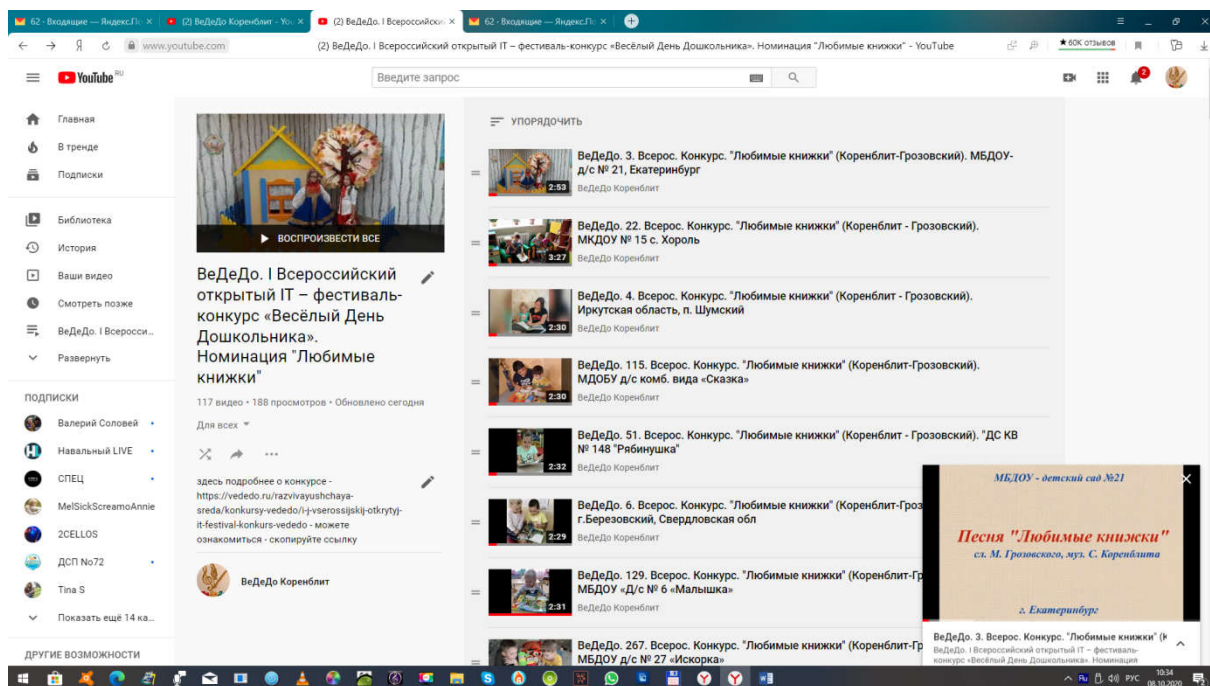 62 · Входящие — Яндекс.По
(2) ВеДеДо Коренблит - You
(2) ВеДеДо. I Всероссийски
62 · Входящие — Яндекс.По
www.youtube.com
(2) ВеДеДо. I Всероссийский открытый IT – фестиваль-конкурс «Весёлый День Дошкольника». Номинация "Любимые книжки" - YouTube
★ 60К отзывов
YouTube RU
Введите запрос
2
Главная
В тренде
Подписки
Библиотека
История
Ваши видео
Смотреть позже
ВеДеДо. I Всеросси...
Развернуть
ПОДПИСКИ
Валерий Соловей
Навальный LIVE
СПЕЦ
MelSickScreamoAnnie
2CELLOS
ДСП No72
Tina S
Показать ещё 14 ка...
ДРУГИЕ ВОЗМОЖНОСТИ
ВОСПРОИЗВЕСТИ ВСЕ
ВеДеДо. I Всероссийский
открытый IT – фестиваль-
конкурс «Весёлый День
Дошкольника».
Номинация "Любимые
книжки"
117 видео • 188 просмотров • Обновлено сегодня
Для всех
здесь подробнее о конкурсе -
https://vededo.ru/razvivayushchaya-
sreda/konkursy-vededo/i-j-vserossijskij-otkrytyj-
it-festival-konkurs-vededo - можете
ознакомиться - скопируйте ссылку
ВеДеДо Коренблит
УПОРЯДОЧИТЬ
ВеДеДо. 3. Всерос. Конкурс. "Любимые книжки" (Коренблит-Грозовский). МБДОУ-
д/с № 21, Екатеринбург
ВеДеДо Коренблит
2:53
ВеДеДо. 22. Всерос. Конкурс. "Любимые книжки" (Коренблит - Грозовский).
МКДОУ № 15 с. Хороль
ВеДеДо Коренблит
3:27
ВеДеДо. 4. Всерос. Конкурс. "Любимые книжки" (Коренблит - Грозовский).
Иркутская область, п. Шумский
ВеДеДо Коренблит
2:30
ВеДеДо. 115. Всерос. Конкурс. "Любимые книжки" (Коренблит - Грозовский).
МДОБУ д/с комб. вида «Сказка»
ВеДеДо Коренблит
2:30
ВеДеДо. 51. Всерос. Конкурс. "Любимые книжки" (Коренблит - Грозовский). "ДС КВ
№ 148 "Рябинушка"
ВеДеДо Коренблит
2:32
ВеДеДо. 6. Всерос. Конкурс. "Любимые книжки" (Коренблит-Гроз
г.Березовский, Свердловская обл
ВеДеДо Коренблит
2:29
ВеДеДо. 129. Всерос. Конкурс. "Любимые книжки" (Коренблит-Гр
МБДОУ «Д/с № 6 «Малышка»
ВеДеДо Коренблит
2:31
ВеДеДо. 267. Всерос. Конкурс. "Любимые книжки" (Коренблит-Гр
МБДОУ д/с № 27 «Искорка»
МБДОУ - детский сад №21
Песня "Любимые книжки"
сл. М. Грозовского, муз. С. Коренблита
г. Екатеринбург
ВеДеДо. 3. Всерос. Конкурс. "Любимые книжки" (К
ВеДеДо. I Всероссийский открытый IT – фестиваль-
конкурс «Весёлый День Дошкольника». Номинация
Ru
РУС
10:34
08.10.2020